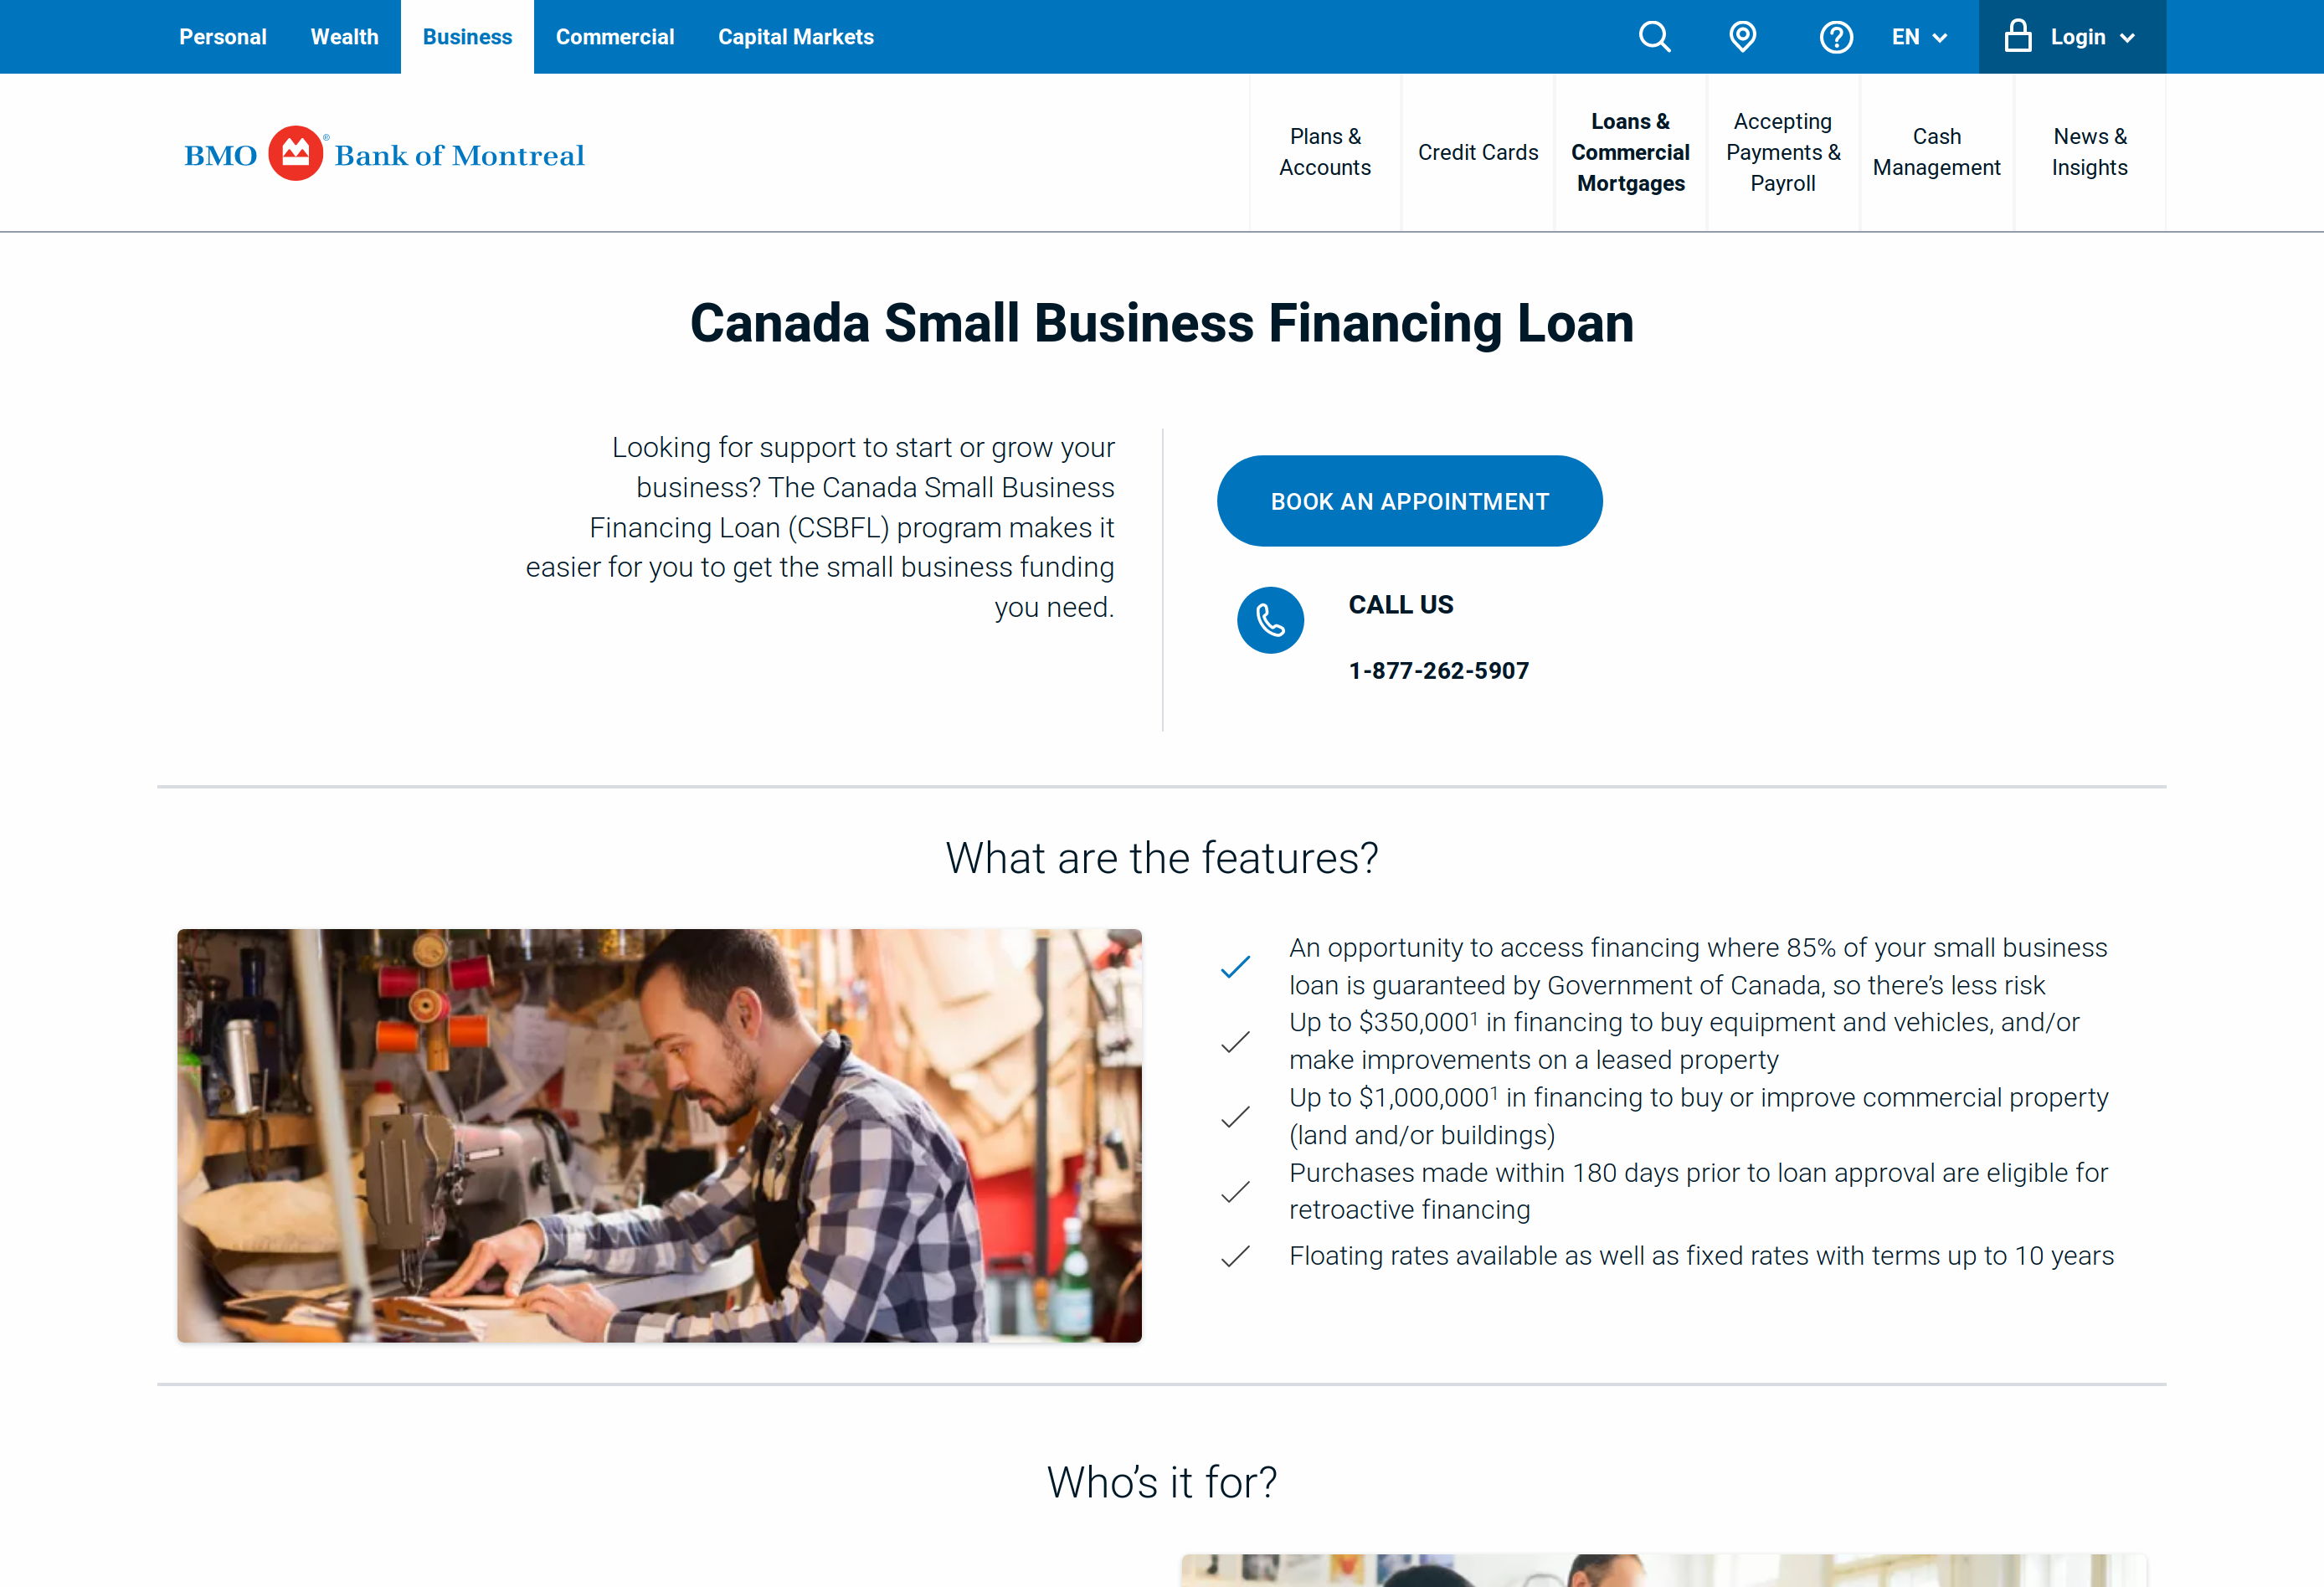 Personal
Wealth
Business
Commercial
Capital Markets
EN
Login
BMO ® Bank of Montreal
Plans &
Accounts
Credit Cards
Loans &
Commercial
Mortgages
Accepting
Payments &
Payroll
Cash
Management
News &
Insights
Canada Small Business Financing Loan
Looking for support to start or grow your
business? The Canada Small Business
Financing Loan (CSBFL) program makes it
easier for you to get the small business funding
you need.
BOOK AN APPOINTMENT
CALL US
1-877-262-5907
What are the features?
An opportunity to access financing where 85% of your small business
loan is guaranteed by Government of Canada, so there’s less risk
Up to $350,000¹ in financing to buy equipment and vehicles, and/or
make improvements on a leased property
Up to $1,000,000¹ in financing to buy or improve commercial property
(land and/or buildings)
Purchases made within 180 days prior to loan approval are eligible for
retroactive financing
Floating rates available as well as fixed rates with terms up to 10 years
Who’s it for?